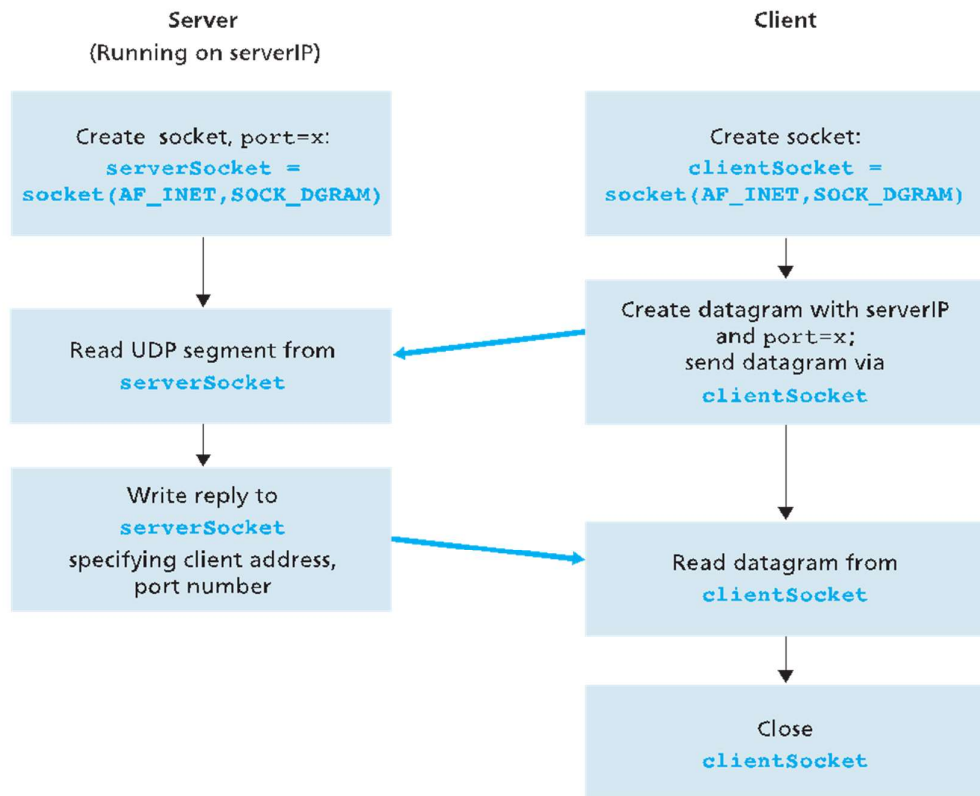 Server
(Running on serverIP)
Create socket, port=x:
serverSocket =
socket(AF_INET,SOCK_DGRAM)
Read UDP segment from
serverSocket
Write reply to
serverSocket
specifying client address,
port number
Client
Create socket:
clientSocket =
socket(AF_INET,SOCK_DGRAM)
Create datagram with serverIP
and port=x;
send datagram via
clientSocket
Read datagram from
clientSocket
Close
clientSocket